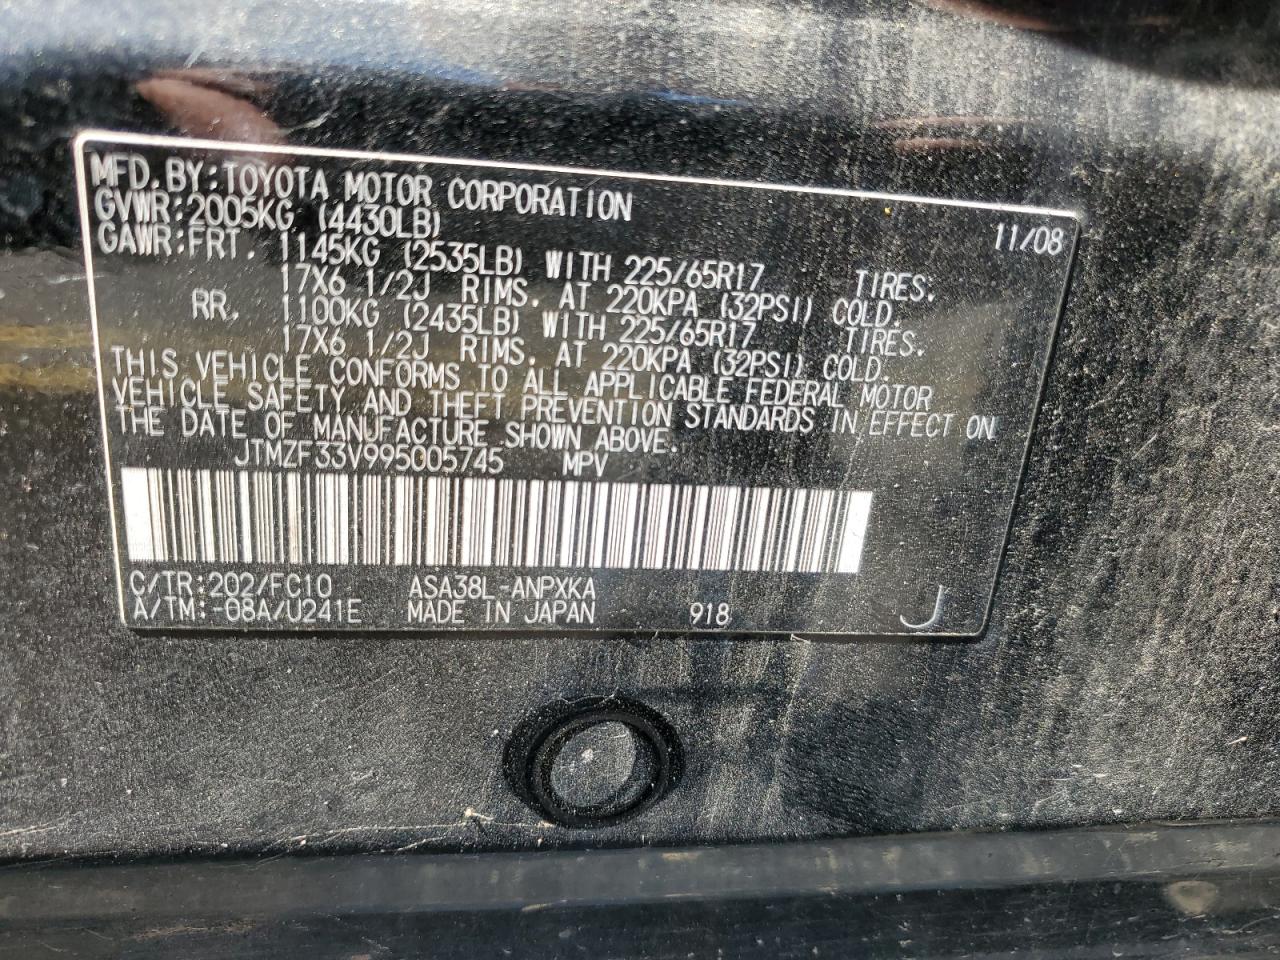 MFD. BY: TOYOTA MOTOR CORPORATION 11/08
GVWR: 2005KG (4430LB)
GAWR: FRT. 1145KG (2535LB) WITH 225/65R17 TIRES:
17X6 1/2J RIMS. AT 220KPA (32PSI) COLD.
RR. 1100KG (2435LB) WITH 225/65R17 TIRES.
17X6 1/2J RIMS. AT 220KPA (32PSI) COLD.
THIS VEHICLE CONFORMS TO ALL APPLICABLE FEDERAL MOTOR
VEHICLE SAFETY AND THEFT PREVENTION STANDARDS IN EFFECT ON
THE DATE OF MANUFACTURE SHOWN ABOVE.
JTMZF33V995005745 MPV
C/TR: 202/FC10 ASA38L-ANPXKA
A/TM: -08A/U241E MADE IN JAPAN 918 J